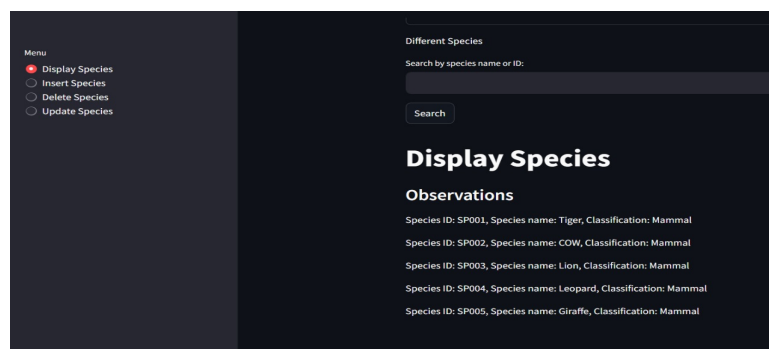 Menu
Display Species
Insert Species
Delete Species
Update Species
Different Species
Search by species name or ID:
Search
Display Species
Observations
Species ID: SP001, Species name: Tiger, Classification: Mammal
Species ID: SP002, Species name: COW, Classification: Mammal
Species ID: SP003, Species name: Lion, Classification: Mammal
Species ID: SP004, Species name: Leopard, Classification: Mammal
Species ID: SP005, Species name: Giraffe, Classification: Mammal